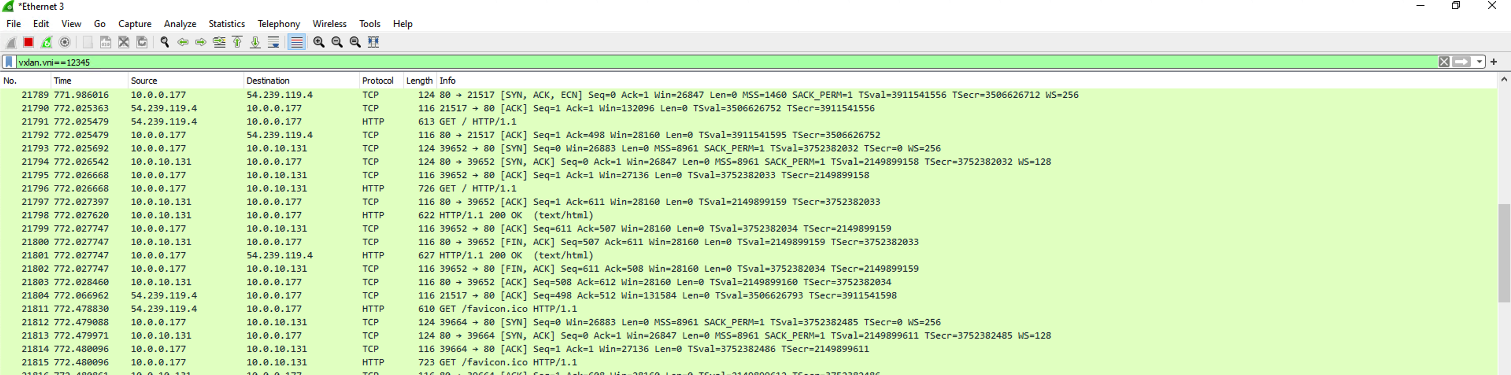 *Ethernet 3
File Edit View Go Capture Analyze Statistics Telephony Wireless Tools Help
vxlan.vni==12345
No. Time Source Destination Protocol Length Info
21789 771.986016 10.0.0.177 54.239.119.4 TCP 124 80 → 21517 [SYN, ACK, ECN] Seq=0 Ack=1 Win=26847 Len=0 MSS=1460 SACK_PERM=1 TSval=3911541556 TSecr=3506626712 WS=256
21790 772.025363 54.239.119.4 10.0.0.177 TCP 116 21517 → 80 [ACK] Seq=1 Ack=1 Win=132096 Len=0 TSval=3506626752 TSecr=3911541556
21791 772.025479 54.239.119.4 10.0.0.177 HTTP 613 GET / HTTP/1.1
21792 772.025479 10.0.0.177 54.239.119.4 TCP 116 80 → 21517 [ACK] Seq=1 Ack=498 Win=28160 Len=0 TSval=3911541595 TSecr=3506626752
21793 772.025692 10.0.0.177 10.0.10.131 TCP 124 39652 → 80 [SYN] Seq=0 Win=26883 Len=0 MSS=8961 SACK_PERM=1 TSval=3752382032 TSecr=0 WS=256
21794 772.026542 10.0.10.131 10.0.0.177 TCP 124 80 → 39652 [SYN, ACK] Seq=0 Ack=1 Win=26847 Len=0 MSS=8961 SACK_PERM=1 TSval=2149899158 TSecr=3752382032 WS=128
21795 772.026668 10.0.0.177 10.0.10.131 TCP 116 39652 → 80 [ACK] Seq=1 Ack=1 Win=27136 Len=0 TSval=3752382033 TSecr=2149899158
21796 772.026668 10.0.0.177 10.0.10.131 HTTP 726 GET / HTTP/1.1
21797 772.027397 10.0.10.131 10.0.0.177 TCP 116 80 → 39652 [ACK] Seq=1 Ack=611 Win=28160 Len=0 TSval=2149899159 TSecr=3752382033
21798 772.027620 10.0.10.131 10.0.0.177 HTTP 622 HTTP/1.1 200 OK (text/html)
21799 772.027747 10.0.0.177 10.0.10.131 TCP 116 39652 → 80 [ACK] Seq=611 Ack=507 Win=28160 Len=0 TSval=3752382034 TSecr=2149899159
21800 772.027747 10.0.10.131 10.0.0.177 TCP 116 80 → 39652 [FIN, ACK] Seq=507 Ack=611 Win=28160 Len=0 TSval=2149899159 TSecr=3752382033
21801 772.027747 10.0.0.177 54.239.119.4 HTTP 627 HTTP/1.1 200 OK (text/html)
21802 772.027747 10.0.0.177 10.0.10.131 TCP 116 39652 → 80 [FIN, ACK] Seq=611 Ack=508 Win=28160 Len=0 TSval=3752382034 TSecr=2149899159
21803 772.028460 10.0.10.131 10.0.0.177 TCP 116 80 → 39652 [ACK] Seq=508 Ack=612 Win=28160 Len=0 TSval=2149899160 TSecr=3752382034
21804 772.066962 54.239.119.4 10.0.0.177 TCP 116 21517 → 80 [ACK] Seq=498 Ack=512 Win=131584 Len=0 TSval=3506626793 TSecr=3911541598
21811 772.478830 54.239.119.4 10.0.0.177 HTTP 610 GET /favicon.ico HTTP/1.1
21812 772.479088 10.0.0.177 10.0.10.131 TCP 124 39664 → 80 [SYN] Seq=0 Win=26883 Len=0 MSS=8961 SACK_PERM=1 TSval=3752382485 TSecr=0 WS=256
21813 772.479971 10.0.10.131 10.0.0.177 TCP 124 80 → 39664 [SYN, ACK] Seq=0 Ack=1 Win=26847 Len=0 MSS=8961 SACK_PERM=1 TSval=2149899611 TSecr=3752382485 WS=128
21814 772.480096 10.0.0.177 10.0.10.131 TCP 116 39664 → 80 [ACK] Seq=1 Ack=1 Win=27136 Len=0 TSval=3752382486 TSecr=2149899611
21815 772.480096 10.0.0.177 10.0.10.131 HTTP 723 GET /favicon.ico HTTP/1.1